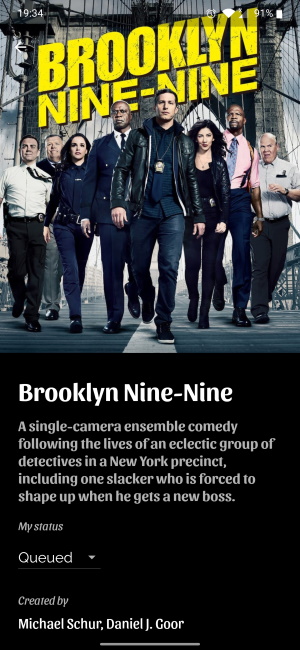 19:34
91%
BROOKLYN
NINE-NINE
Brooklyn Nine-Nine
A single-camera ensemble comedy
following the lives of an eclectic group of
detectives in a New York precinct,
including one slacker who is forced to
shape up when he gets a new boss.
My status
Queued
Created by
Michael Schur, Daniel J. Goor